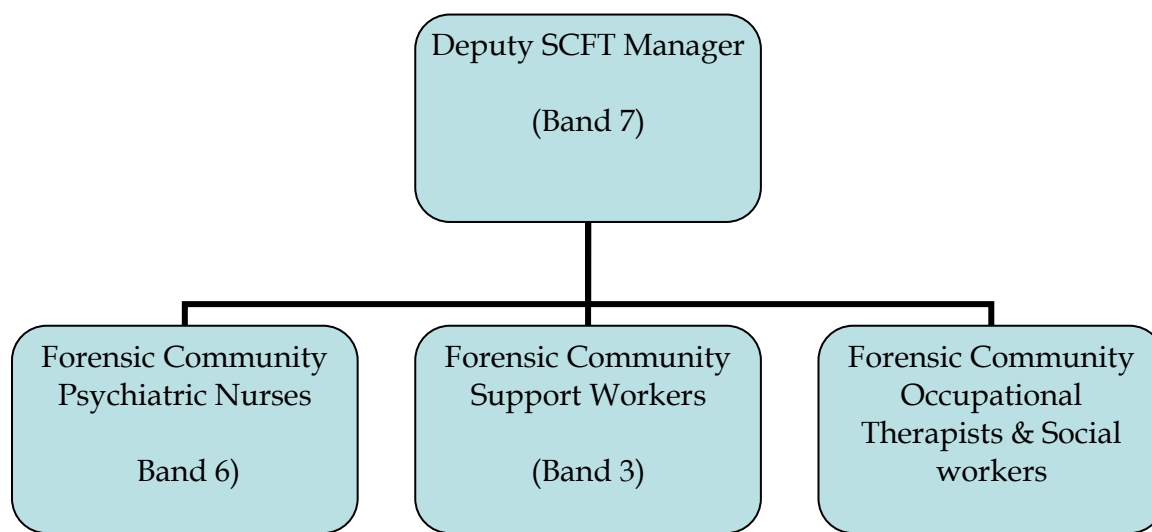 Deputy SCFT Manager
(Band 7)
Forensic Community
Psychiatric Nurses
Band 6)
Forensic Community
Support Workers
(Band 3)
Forensic Community
Occupational
Therapists & Social
workers